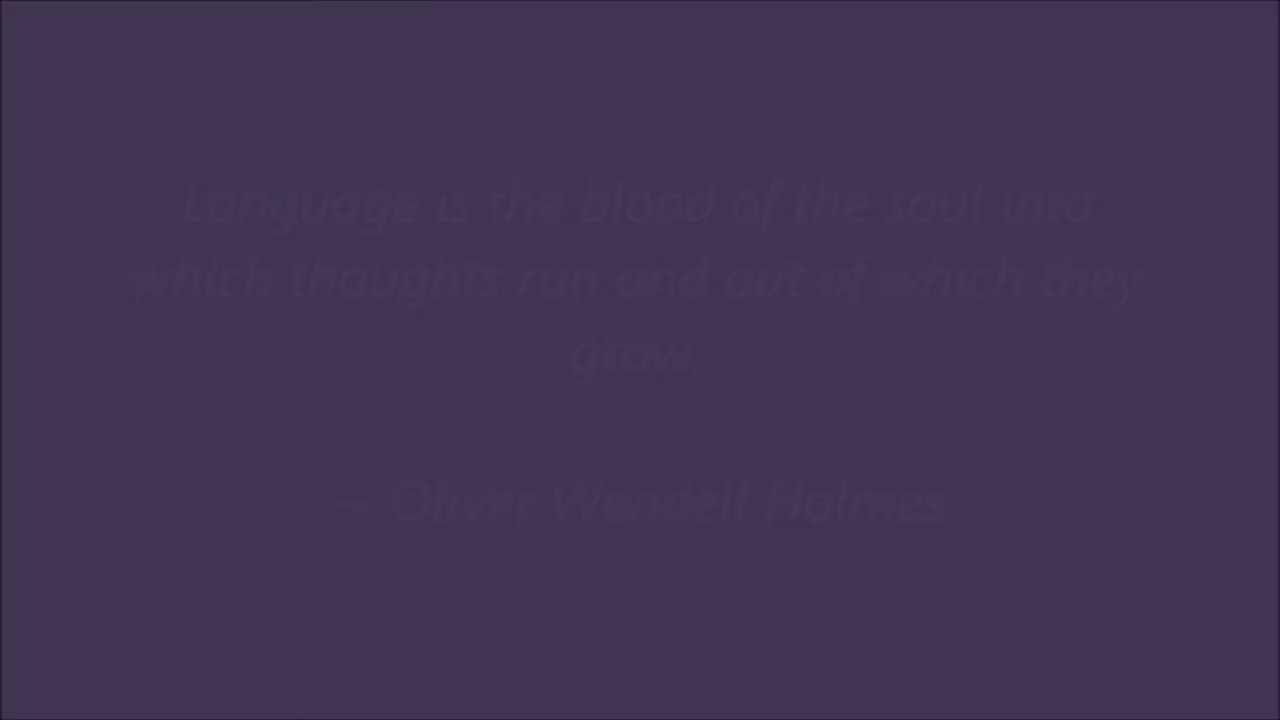 Language is the blood of the soul into
which thoughts run and out of which they
grow.
– Oliver Wendell Holmes